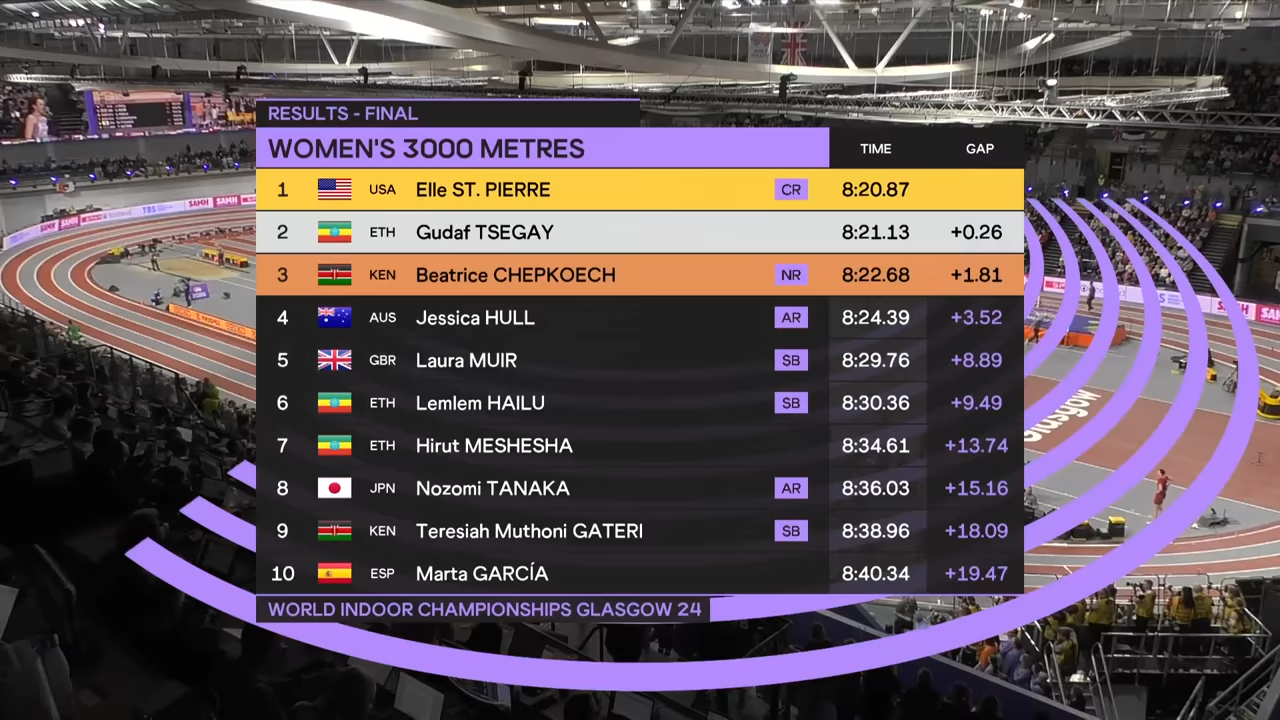 RESULTS - FINAL
WOMEN'S 3000 METRES TIME GAP
1 USA Elle ST. PIERRE CR 8:20.87
2 ETH Gudaf TSEGAY 8:21.13 +0.26
3 KEN Beatrice CHEPKOECH NR 8:22.68 +1.81
4 AUS Jessica HULL AR 8:24.39 +3.52
5 GBR Laura MUIR SB 8:29.76 +8.89
6 ETH Lemlem HAILU SB 8:30.36 +9.49
7 ETH Hirut MESHESHA 8:34.61 +13.74
8 JPN Nozomi TANAKA AR 8:36.03 +15.16
9 KEN Teresiah Muthoni GATERI SB 8:38.96 +18.09
10 ESP Marta GARCÍA 8:40.34 +19.47
WORLD INDOOR CHAMPIONSHIPS GLASGOW 24
SAMH
TBS
SAMH
Glasgow